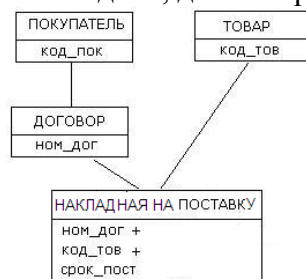 ПОКУПАТЕЛЬ
код_пок
ТОВАР
код_тов
ДОГОВОР
ном_дог
НАКЛАДНАЯ НА ПОСТАВКУ
ном_дог +
код_тов +
срок_пост